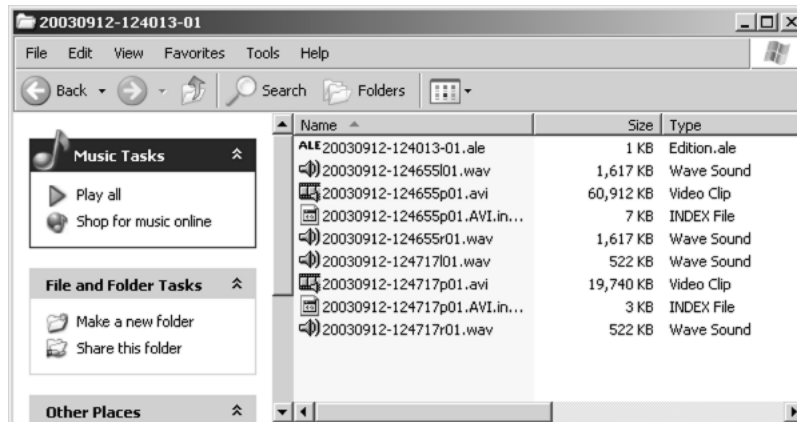 20030912-124013-01
File Edit View Favorites Tools Help
Back Search Folders
Music Tasks
Play all
Shop for music online
File and Folder Tasks
Make a new folder
Share this folder
Other Places
Name Size Type
ALE 20030912-124013-01.ale 1 KB Edition.ale
20030912-124655l01.wav 1,617 KB Wave Sound
20030912-124655p01.avi 60,912 KB Video Clip
20030912-124655p01.AVI.in... 7 KB INDEX File
20030912-124655r01.wav 1,617 KB Wave Sound
20030912-124717l01.wav 522 KB Wave Sound
20030912-124717p01.avi 19,740 KB Video Clip
20030912-124717p01.AVI.in... 3 KB INDEX File
20030912-124717r01.wav 522 KB Wave Sound